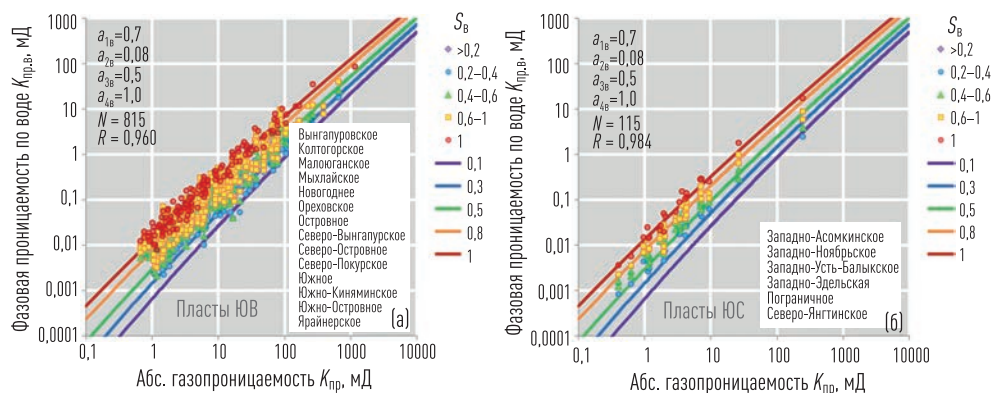 Фазовая проницаемость по воде Kпр.в, мД
1000
100
10
1
0,1
0,01
0,001
0,0001
a1в=0,7
a2в=0,08
a3в=0,5
a4в=1,0
N = 815
R = 0,960
Вынгапуровское
Колтогорское
Малоюганское
Мыхлайское
Новогоднее
Ореховское
Островное
Северо-Вынгапурское
Северо-Островное
Северо-Покурское
Южное
Южно-Киняминское
Южно-Островное
Ярайнерское
Пласты ЮВ
(а)
0,1 1 10 100 1000 10000
Абс. газопроницаемость Kпр, мД
Sв
>0,2
0,2–0,4
0,4–0,6
0,6–1
1
0,1
0,3
0,5
0,8
1
Фазовая проницаемость по воде Kпр.в, мД
1000
100
10
1
0,1
0,01
0,001
0,0001
a1в=0,7
a2в=0,08
a3в=0,5
a4в=1,0
N = 115
R = 0,984
Западно-Асомкинское
Западно-Ноябрьское
Западно-Усть-Балыкское
Западно-Эдельская
Пограничное
Северо-Янгтинское
Пласты ЮС
(б)
0,1 1 10 100 1000 10000
Абс. газопроницаемость Kпр, мД
Sв
>0,2
0,2–0,4
0,4–0,6
0,6–1
1
0,1
0,3
0,5
0,8
1